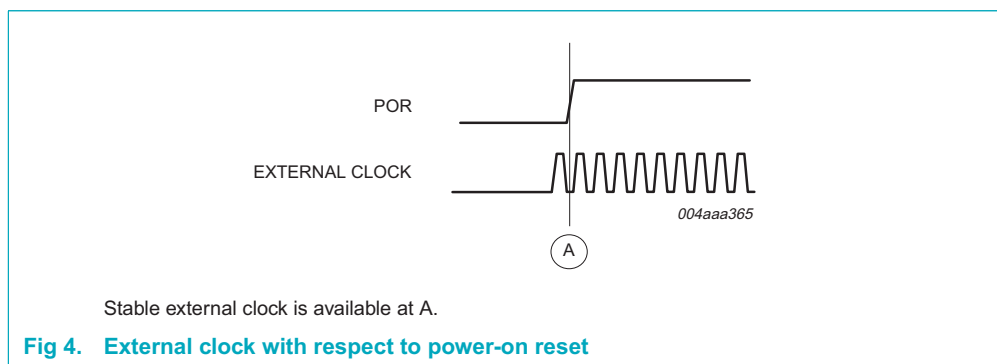 POR
EXTERNAL CLOCK
004aaa365
A
Stable external clock is available at A.
Fig 4. External clock with respect to power-on reset